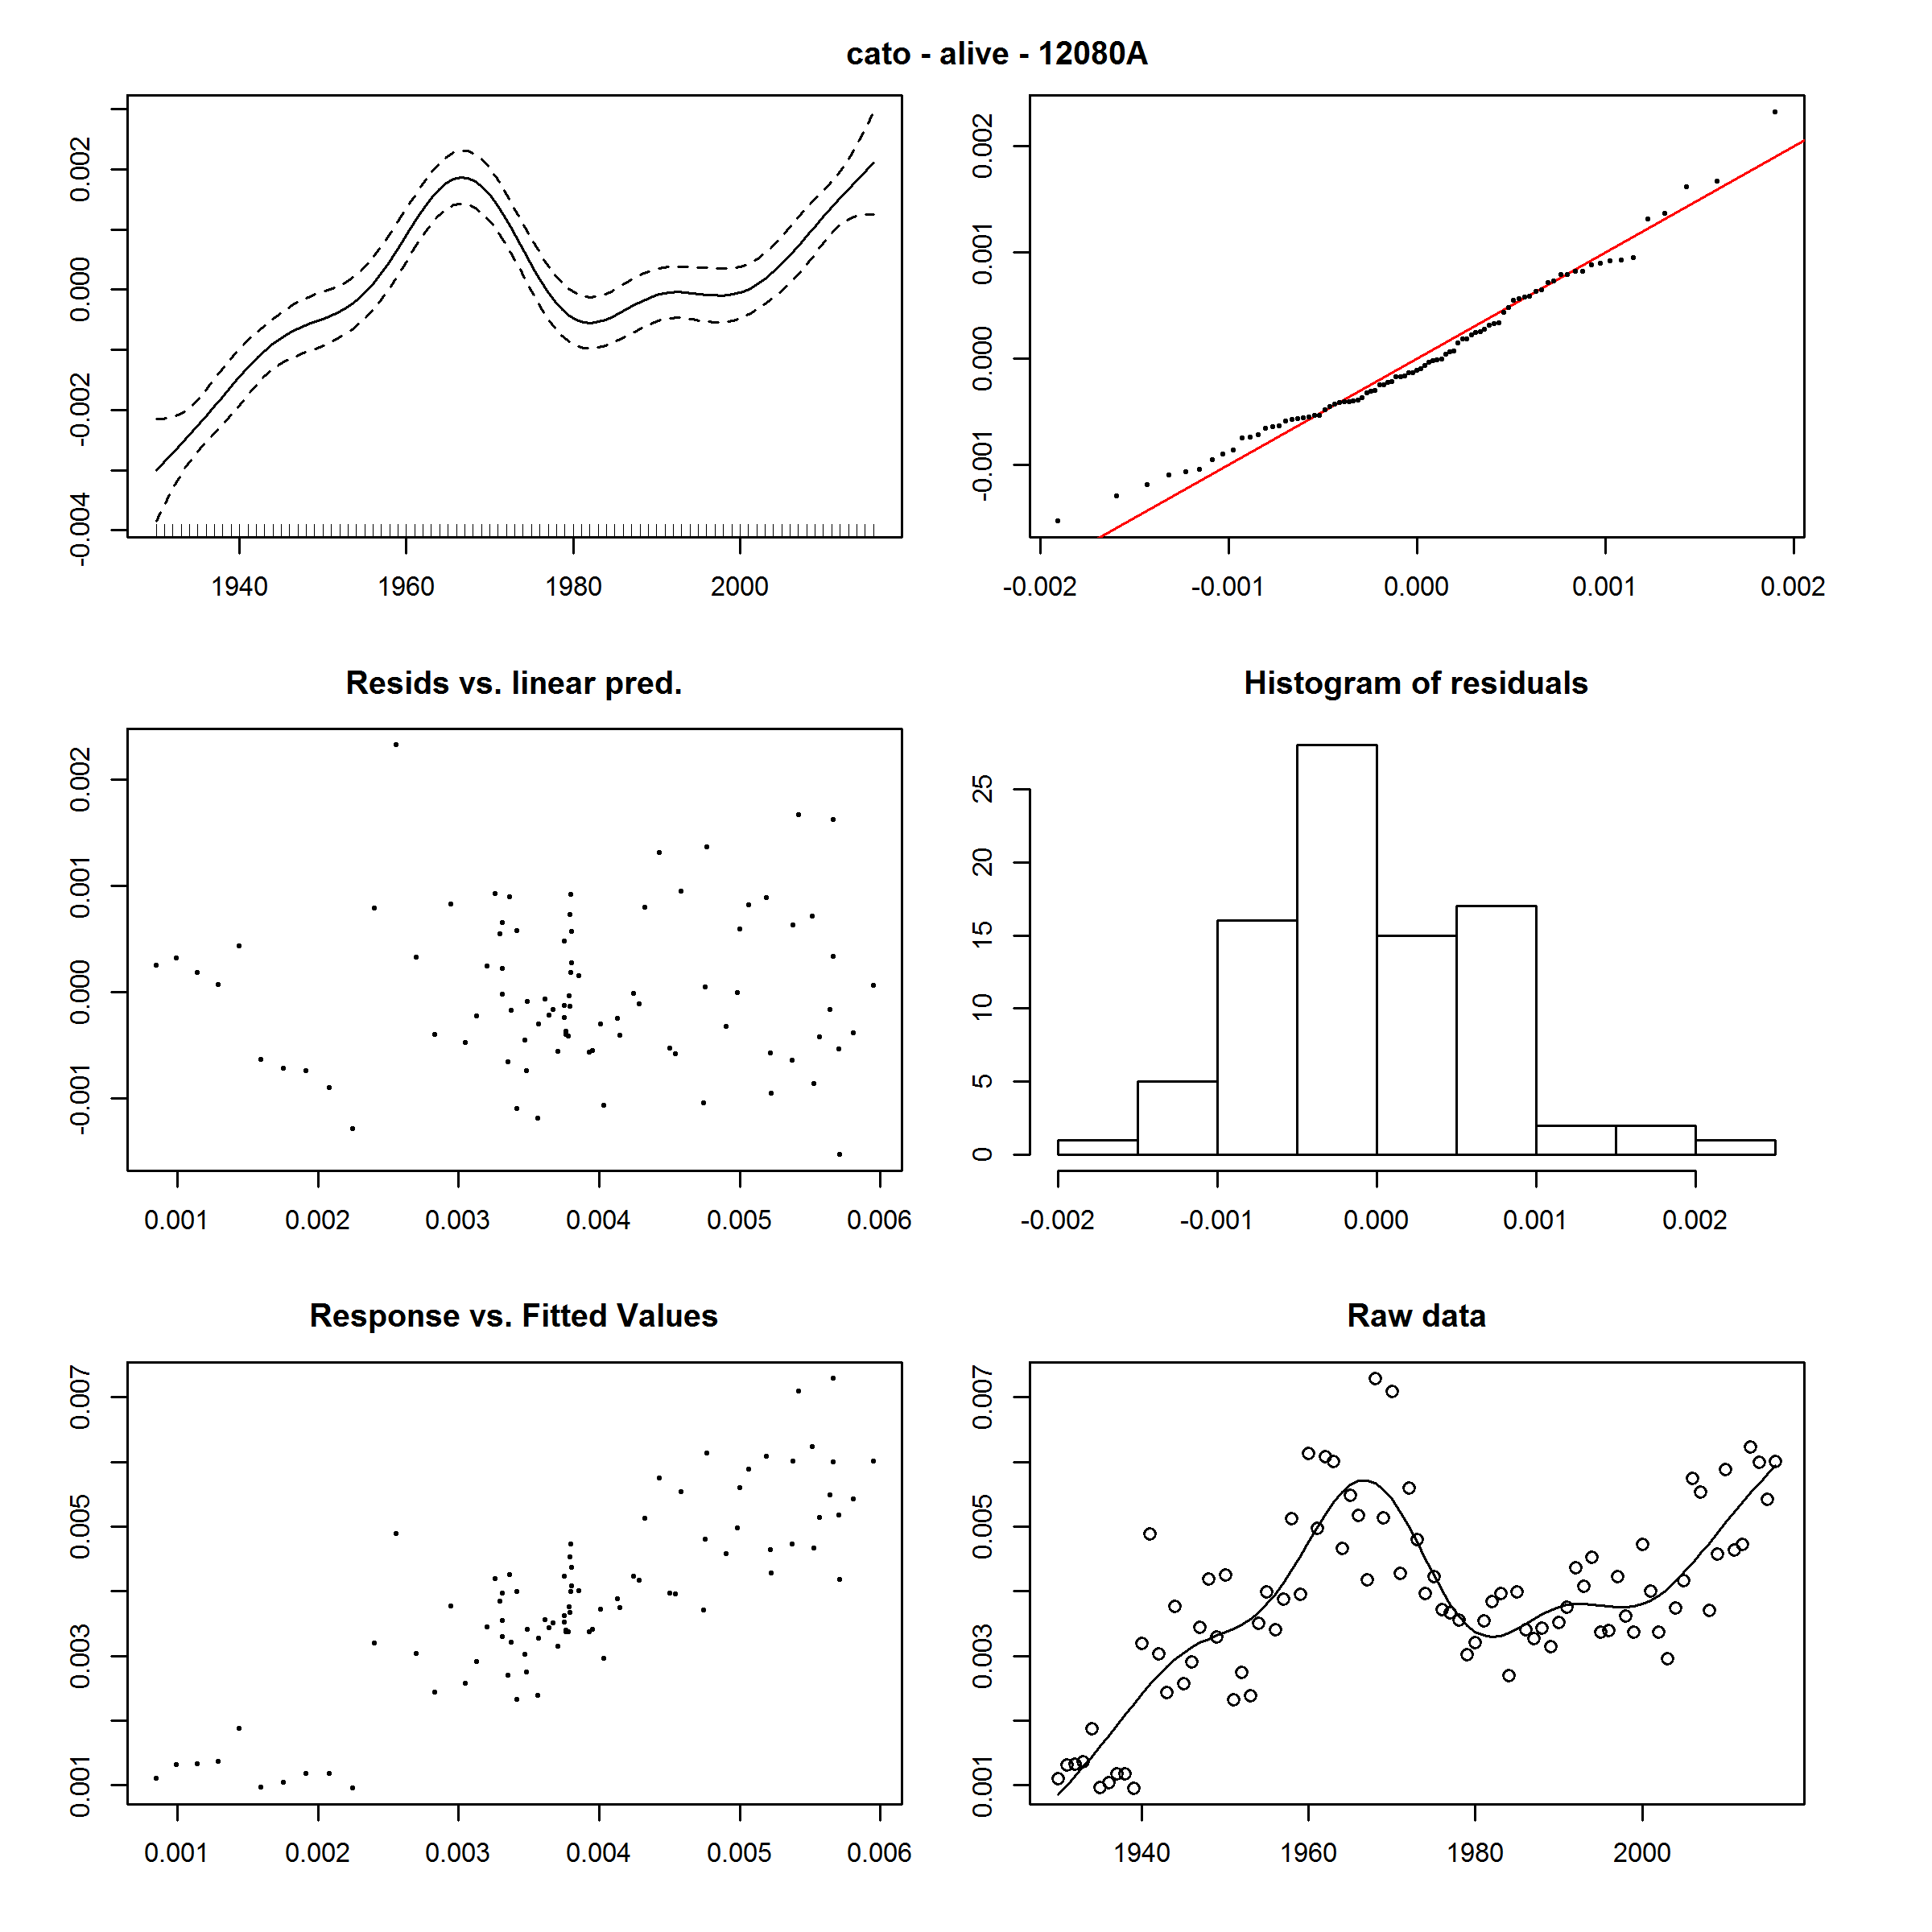 cato - alive - 12080A
0.002
0.000
-0.002
-0.004
1940 1960 1980 2000
0.002
0.001
0.000
-0.001
-0.002 -0.001 0.000 0.001 0.002
Resids vs. linear pred.
0.002
0.001
0.000
-0.001
0.001 0.002 0.003 0.004 0.005 0.006
Histogram of residuals
25
20
15
10
5
0
-0.002 -0.001 0.000 0.001 0.002
Response vs. Fitted Values
0.007
0.005
0.003
0.001
0.001 0.002 0.003 0.004 0.005 0.006
Raw data
0.007
0.005
0.003
0.001
1940 1960 1980 2000